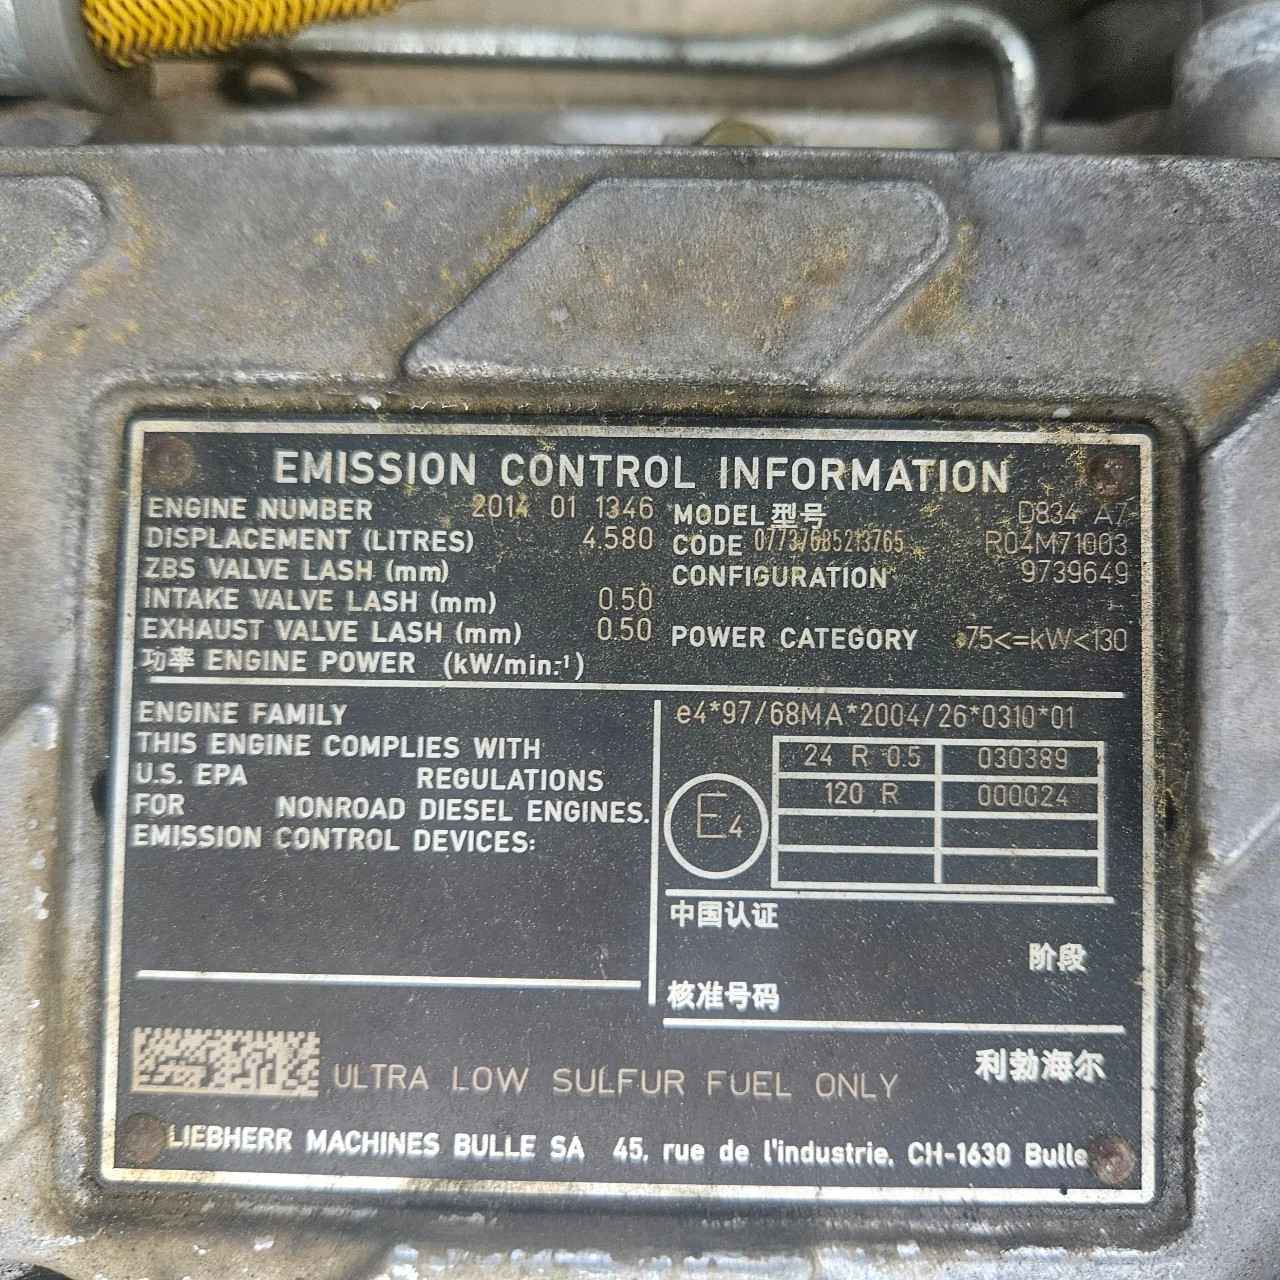 EMISSION CONTROL INFORMATION
ENGINE NUMBER 2014 01 1346
DISPLACEMENT (LITRES) 4.580
ZBS VALVE LASH (mm)
INTAKE VALVE LASH (mm) 0.50
EXHAUST VALVE LASH (mm) 0.50
功率 ENGINE POWER (kW/min.⁻¹)
MODEL 型号 D834 A7
CODE R04M71003
CONFIGURATION 9739649
POWER CATEGORY 75<=kW<130
ENGINE FAMILY
THIS ENGINE COMPLIES WITH
U.S. EPA REGULATIONS
FOR NONROAD DIESEL ENGINES.
EMISSION CONTROL DEVICES:
e4*97/68MA*2004/26*0310*01
E4
24 R 0.5 030389
120 R 000024
中国认证
阶段
核准号码
利勃海尔
ULTRA LOW SULFUR FUEL ONLY
LIEBHERR MACHINES BULLE SA 45, rue de l'industrie, CH-1630 Bulle